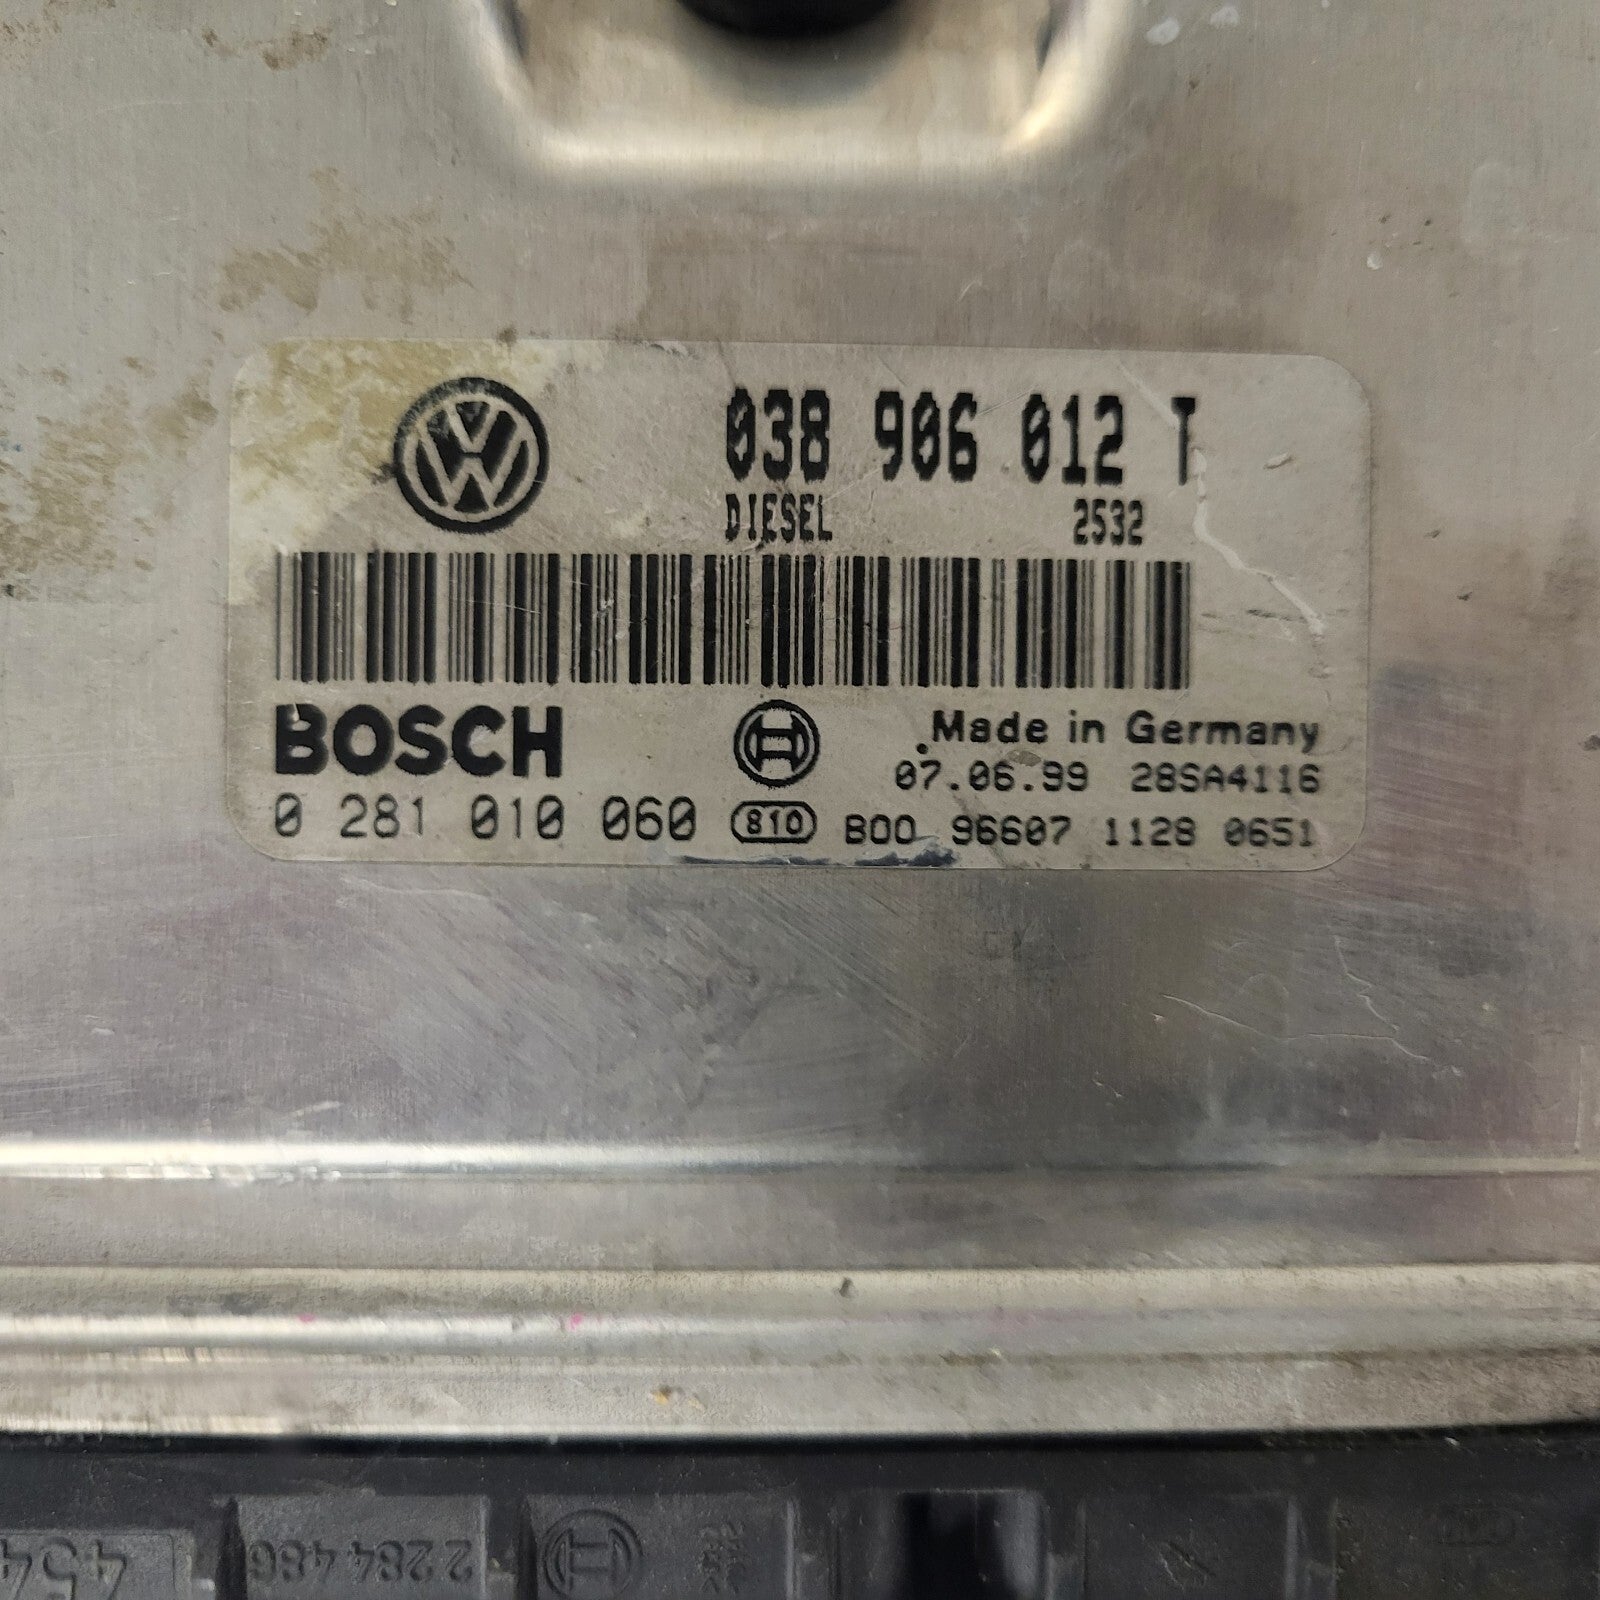 038 906 012 T
DIESEL 2532
BOSCH
Made in Germany
07.06.99 28SA4116
0 281 010 060 810 B00 96607 1128 0651
454
2 284 486